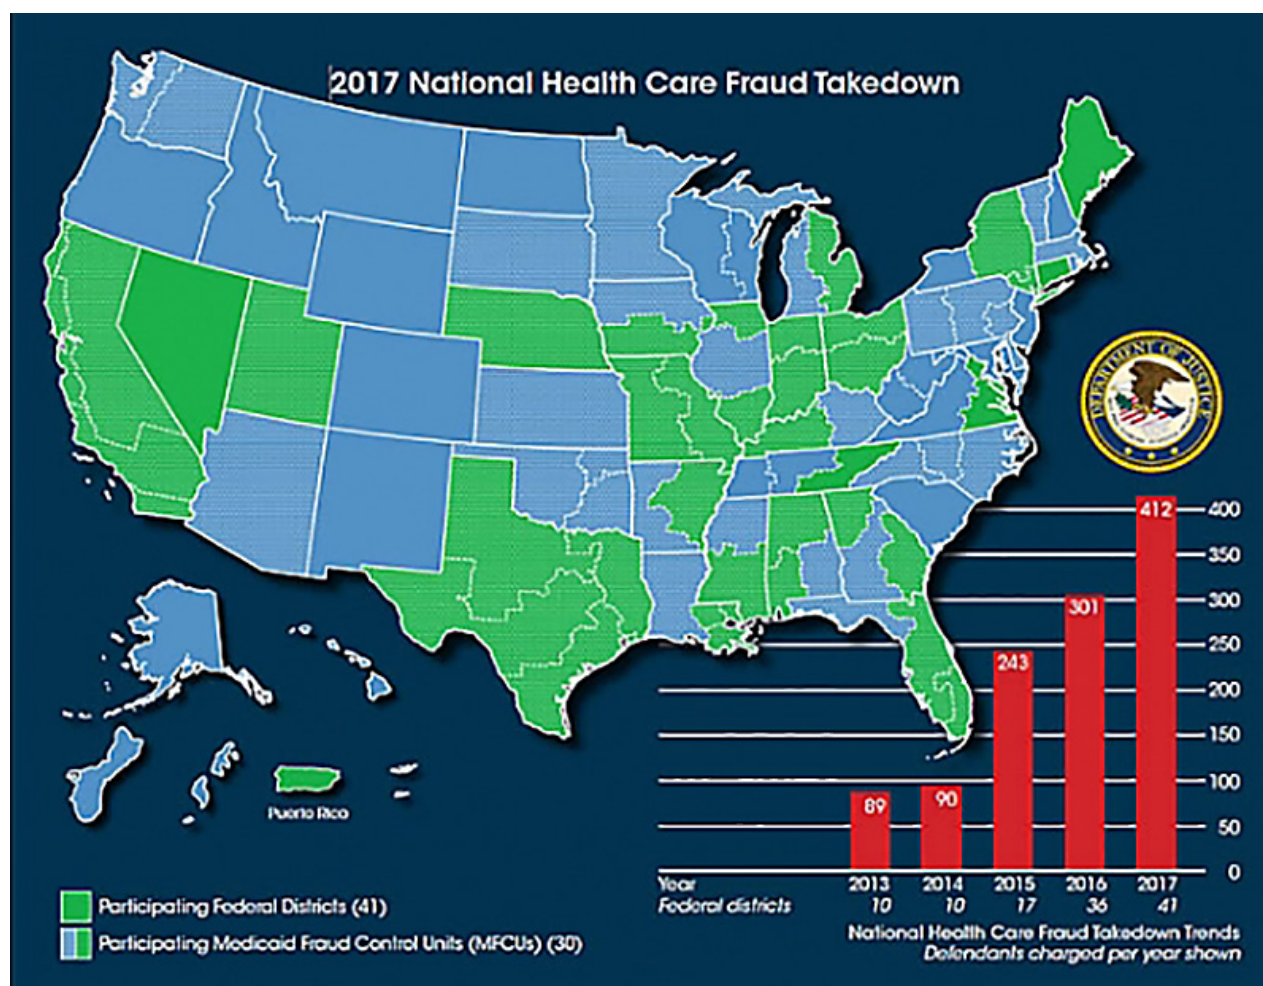 2017 National Health Care Fraud Takedown
DEPARTMENT OF JUSTICE
412
400
350
301
300
250
243
200
150
100
89
90
50
0
Puerto Rico
Year 2013 2014 2015 2016 2017
Federal districts 10 10 17 36 41
Participating Federal Districts (41)
Participating Medicaid Fraud Control Units (MFCUs) (30)
National Health Care Fraud Takedown Trends
Defendants charged per year shown